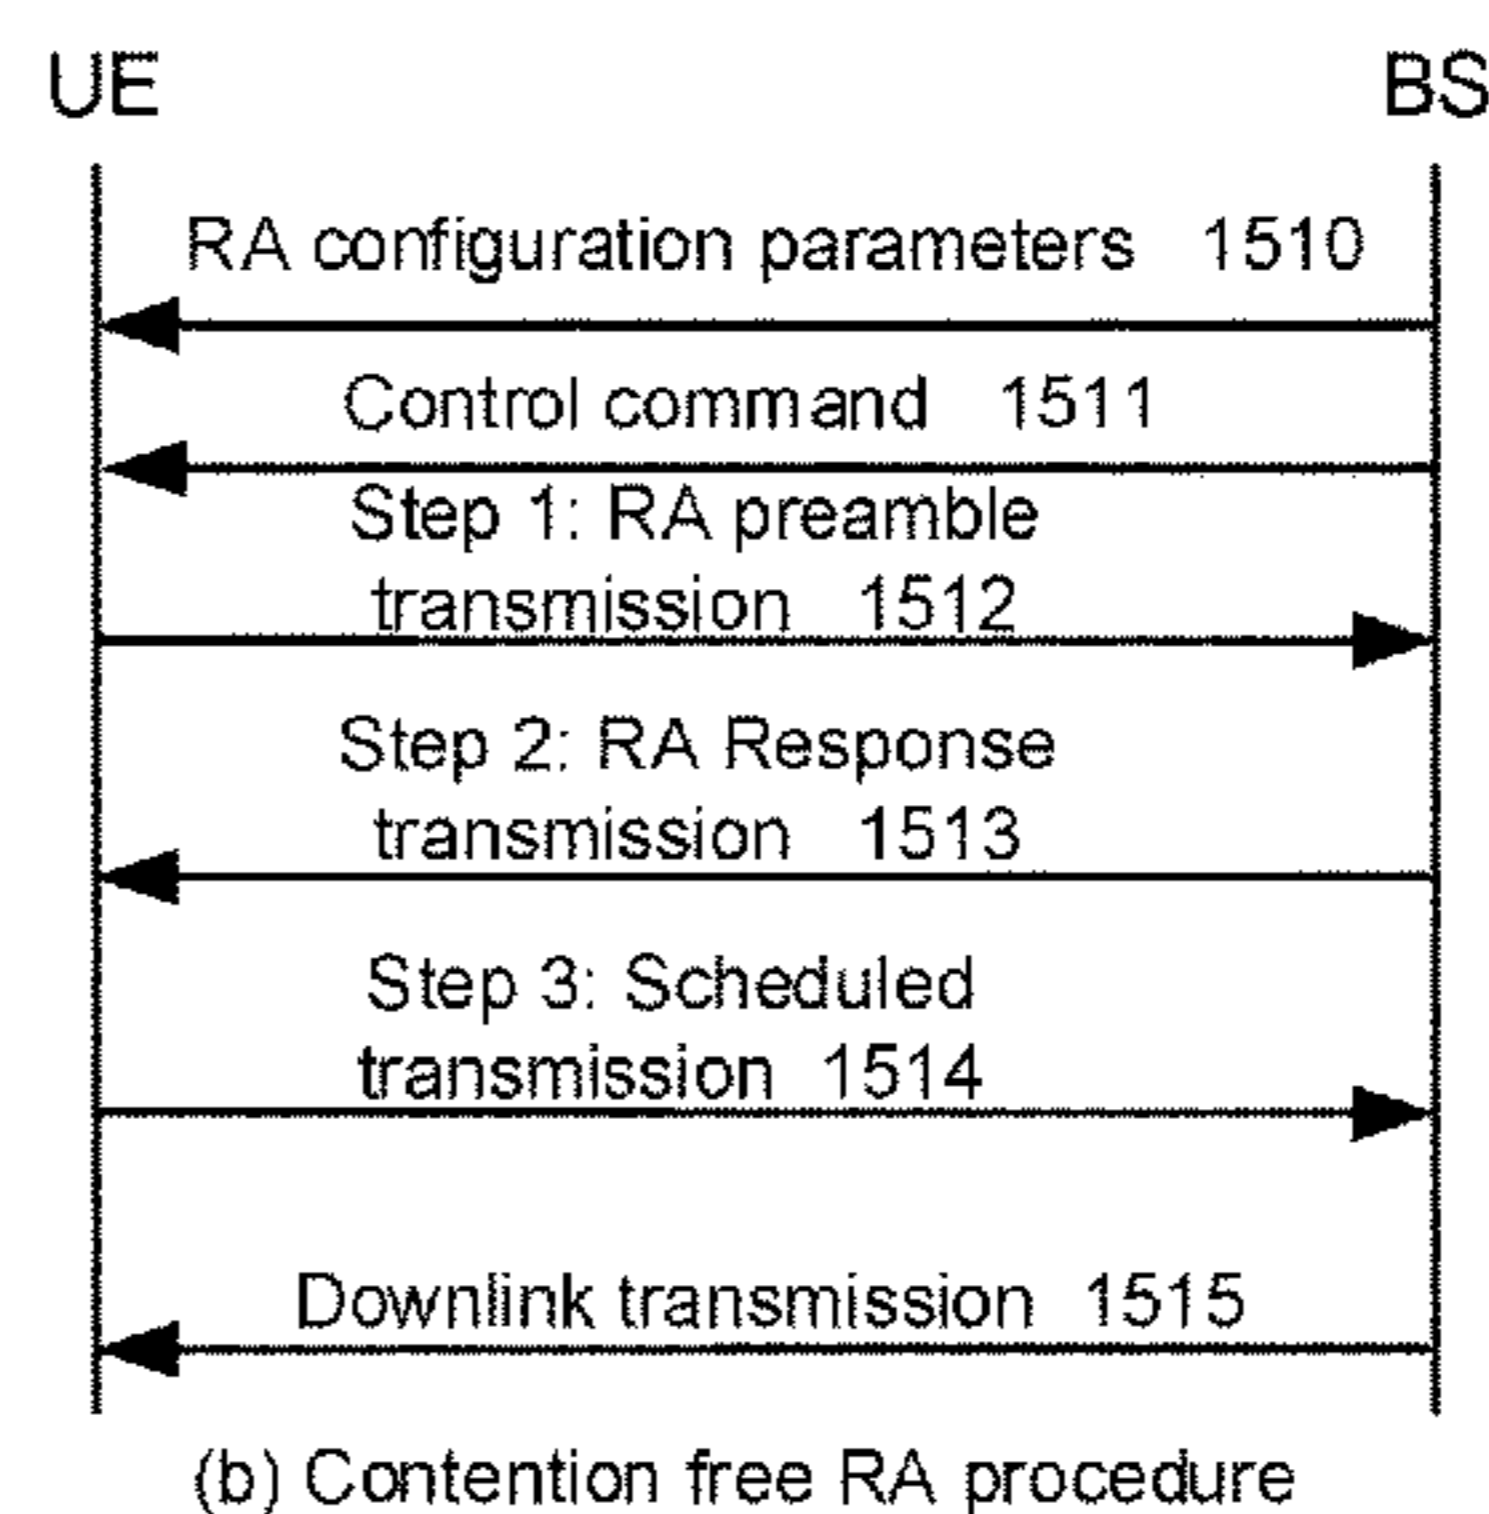 UE BS
RA configuration parameters 1510
Control command 1511
Step 1: RA preamble
transmission 1512
Step 2: RA Response
transmission 1513
Step 3: Scheduled
transmission 1514
Downlink transmission 1515
(b) Contention free RA procedure